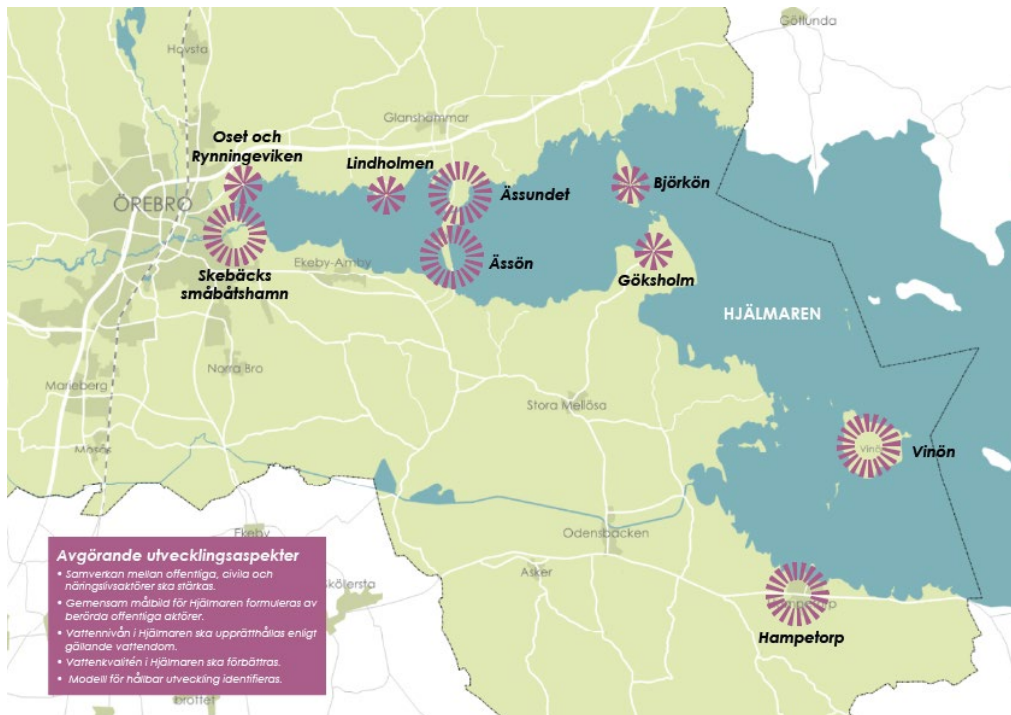 Götlunda
Hovsta
Glanshammar
Oset och
Rynningeviken
Lindholmen
Ässundet
Björkön
ÖREBRO
Skebäcks
småbåtshamn
Ekeby-Almby
Ässön
Göksholm
HJÄLMAREN
Norra Bro
Marieberg
Stora Mellösa
Mosås
Vinön
Odensbacken
Ekeby
Asker
Hampetorp
Avgörande utvecklingsaspekter
• Samverkan mellan offentliga, civila och
näringslivsaktörer ska stärkas.
• Gemensam målbild för Hjälmaren formuleras av
berörda offentliga aktörer.
• Vattennivån i Hjälmaren ska upprätthållas enligt
gällande vattendom.
• Vattenkvalitén i Hjälmaren ska förbättras.
• Modell för hållbar utveckling identifieras.